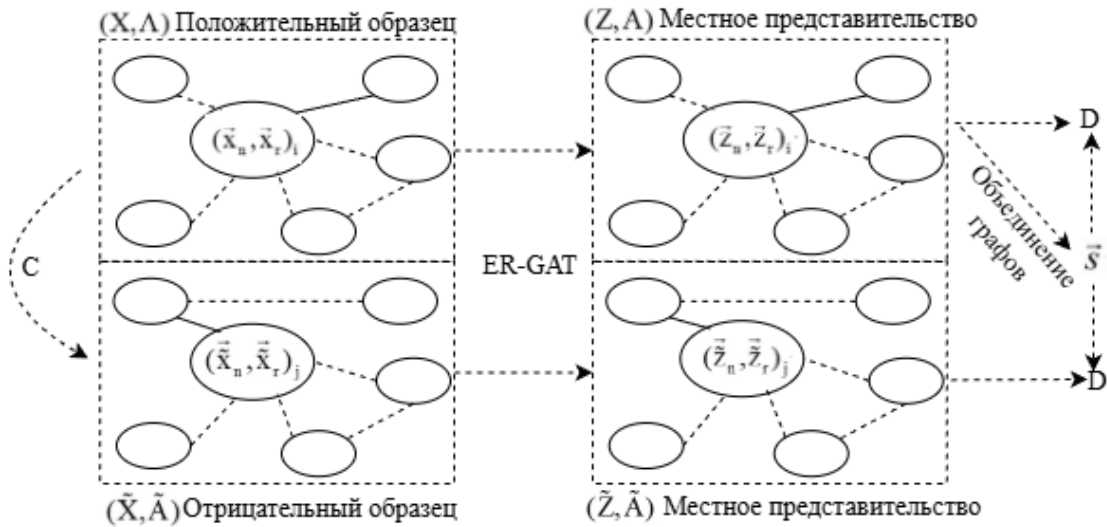 (X,Λ) Положительный образец
(Z,A) Местное представительство
(x⃗ₙ,x⃗ᵣ)ᵢ
(z⃗ₙ,z⃗ᵣ)ᵢ
D
Объединение
графов
s⃗
C
ER-GAT
(x̃⃗ₙ,x̃⃗ᵣ)ⱼ
(z̃⃗ₙ,z̃⃗ᵣ)ⱼ
D
(X̃,Ã) Отрицательный образец
(Z̃,Ã) Местное представительство